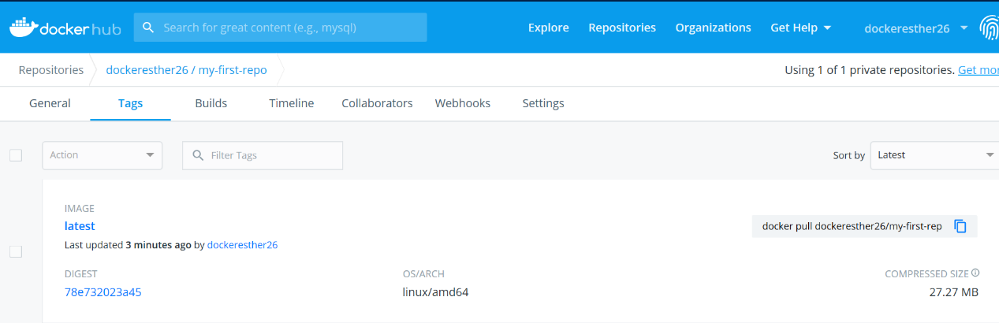 docker hub Search for great content (e.g., mysql) Explore Repositories Organizations Get Help dockeresther26
Repositories dockeresther26 / my-first-repo Using 1 of 1 private repositories. Get mor
General Tags Builds Timeline Collaborators Webhooks Settings
Action Filter Tags Sort by Latest
IMAGE
latest docker pull dockeresther26/my-first-rep
Last updated 3 minutes ago by dockeresther26
DIGEST OS/ARCH COMPRESSED SIZE
78e732023a45 linux/amd64 27.27 MB